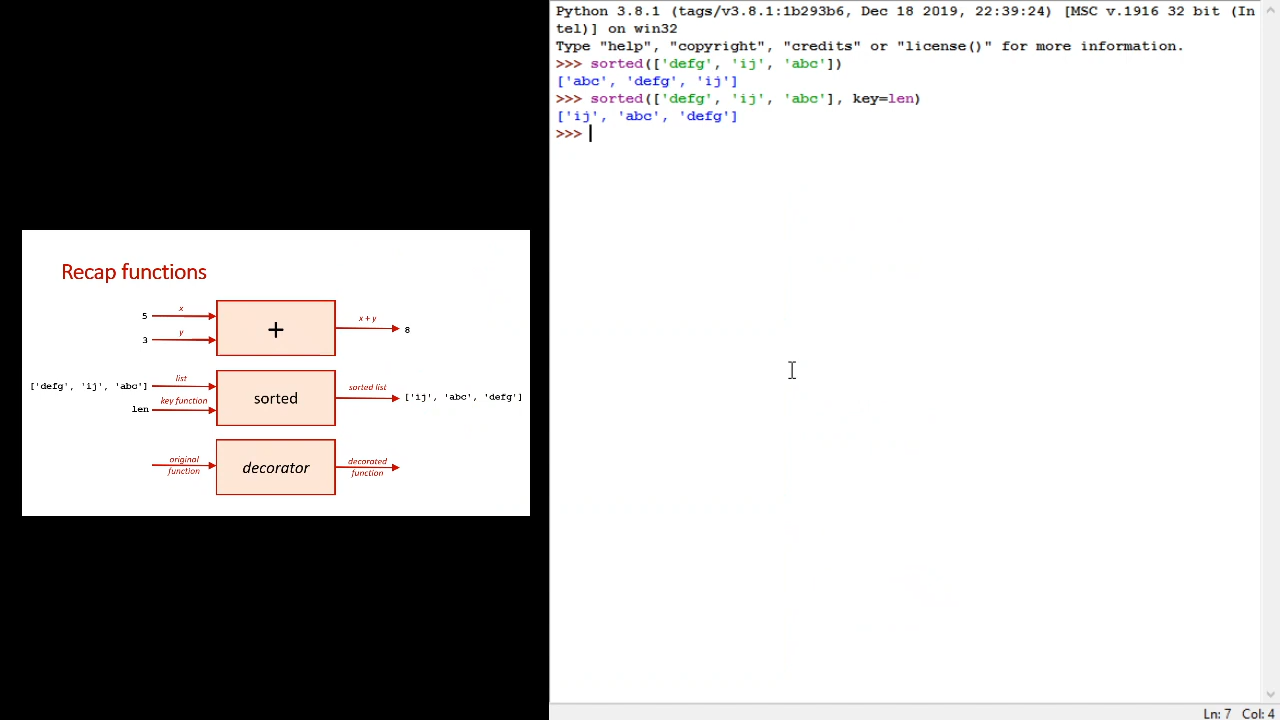 Recap functions
5
x
3
y
+
x + y
8
['defg', 'ij', 'abc']
list
len
key function
sorted
sorted list
['ij', 'abc', 'defg']
original
function
decorator
decorated
function
Python 3.8.1 (tags/v3.8.1:1b293b6, Dec 18 2019, 22:39:24) [MSC v.1916 32 bit (In
tel)] on win32
Type "help", "copyright", "credits" or "license()" for more information.
>>> sorted(['defg', 'ij', 'abc'])
['abc', 'defg', 'ij']
>>> sorted(['defg', 'ij', 'abc'], key=len)
['ij', 'abc', 'defg']
>>>
Ln: 7 Col: 4